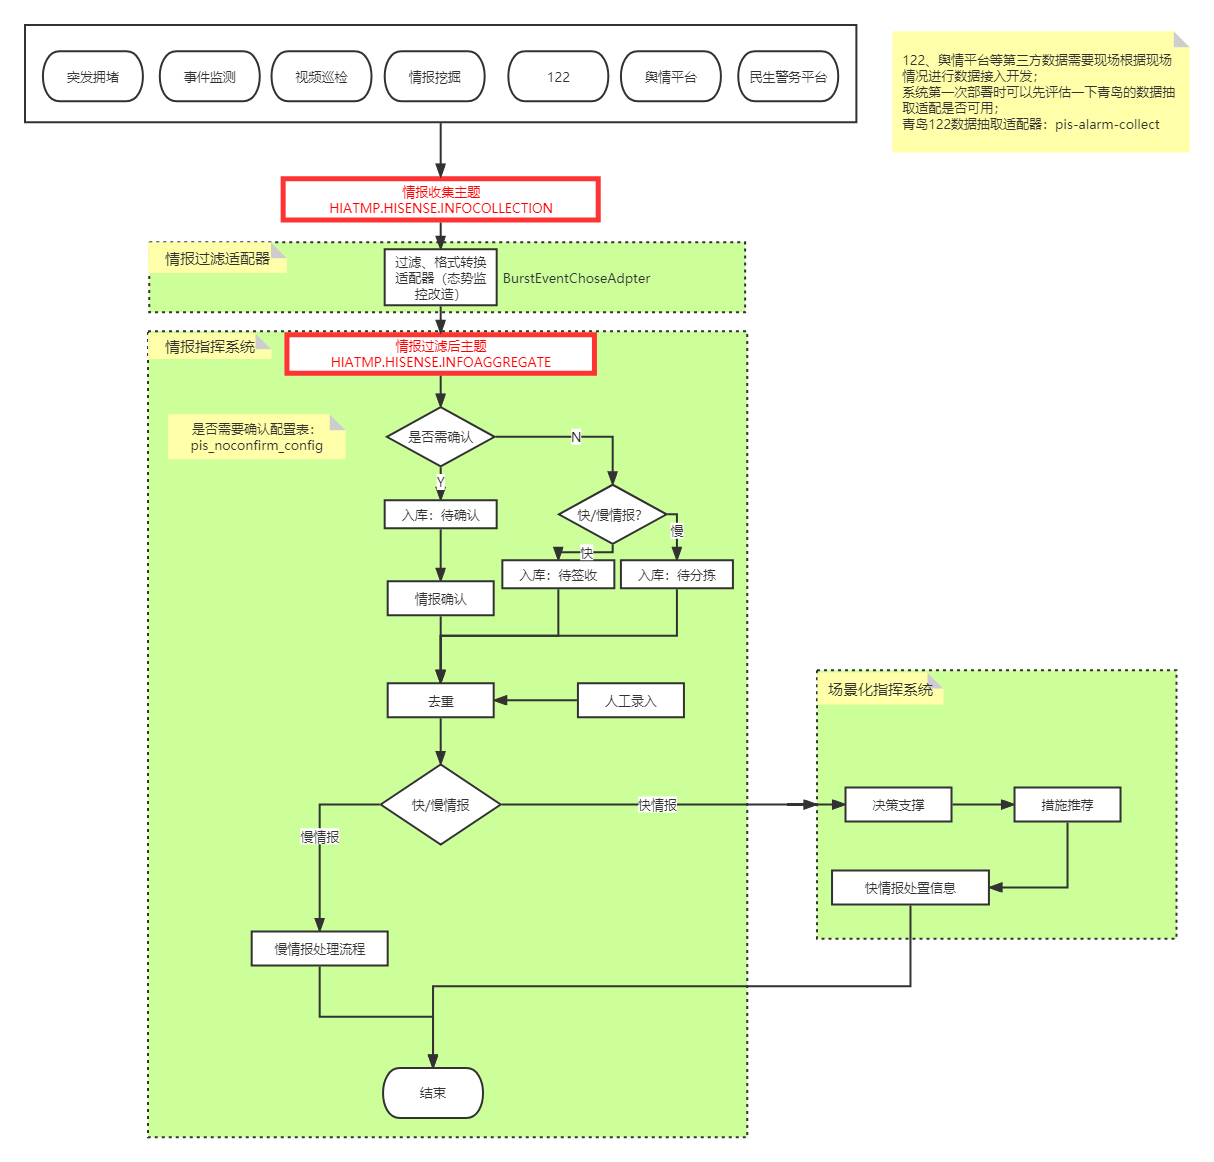 突发拥堵
事件监测
视频巡检
情报挖掘
122
舆情平台
民生警务平台
122、舆情平台等第三方数据需要现场根据现场
情况进行数据接入开发；
系统第一次部署时可以先评估一下青岛的数据抽
取适配是否可用；
青岛122数据抽取适配器：pis-alarm-collect
情报收集主题
HIATMP.HISENSE.INFOCOLLECTION
情报过滤适配器
过滤、格式转换
适配器（态势监
控改造）
BurstEventChoseAdpter
情报指挥系统
情报过滤后主题
HIATMP.HISENSE.INFOAGGREGATE
是否需要确认配置表：
pis_noconfirm_config
是否需确认
N
Y
入库：待确认
快/慢情报？
慢
快
入库：待签收
入库：待分拣
情报确认
去重
人工录入
场景化指挥系统
快/慢情报
快情报
决策支撑
措施推荐
慢情报
快情报处置信息
慢情报处理流程
结束